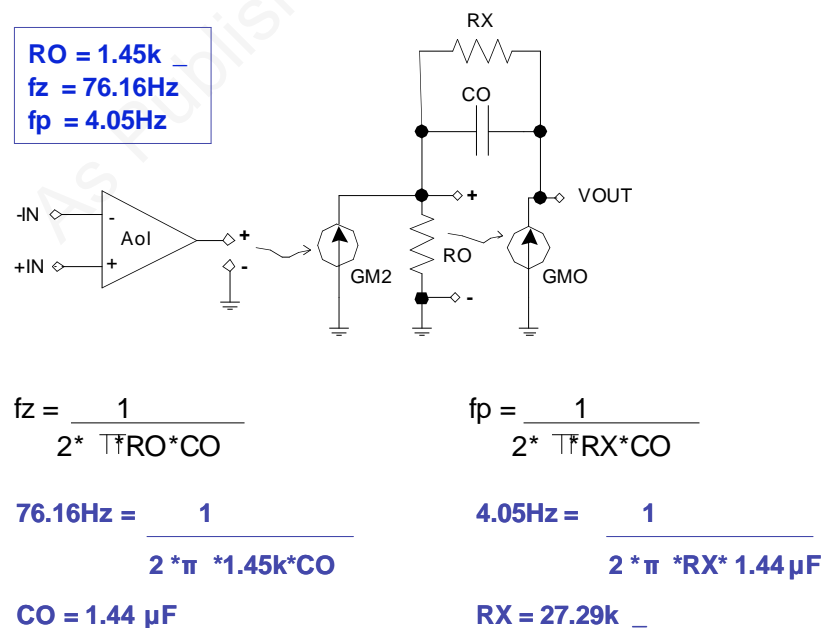 RX
RO = 1.45k _
fz = 76.16Hz
fp = 4.05Hz
CO
As Publish
-IN
+IN
-
+
Aol
+
-
GM2
+
RO
-
GMO
VOUT
fz = 1
2* π*RO*CO
fp = 1
2* π*RX*CO
76.16Hz = 1
2 *π *1.45k*CO
4.05Hz = 1
2 *π *RX* 1.44 µF
CO = 1.44 µF
RX = 27.29k _